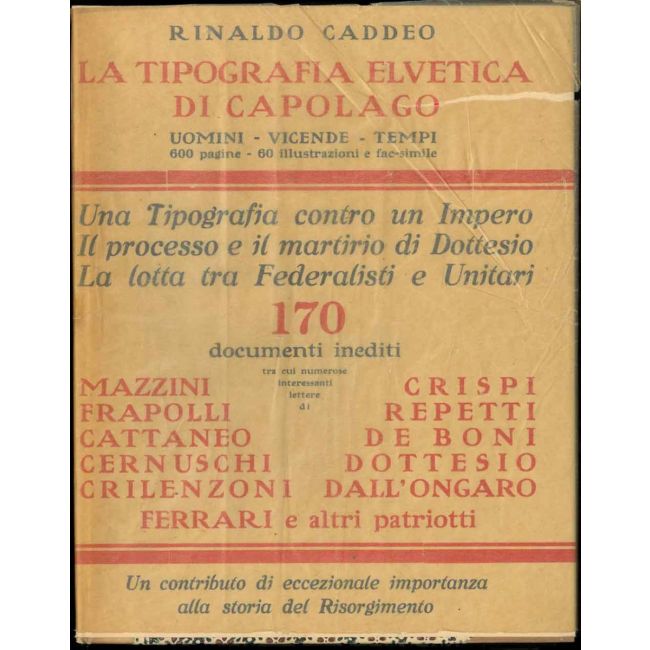 RINALDO CADDEO
LA TIPOGRAFIA ELVETICA
DI CAPOLAGO
UOMINI - VICENDE - TEMPI
600 pagine - 60 illustrazioni e fac-simile
Una Tipografia contro un Impero
Il processo e il martirio di Dottesio
La lotta tra Federalisti e Unitari
170
documenti inediti
tra cui numerose
interessanti
lettere
di
MAZZINI CRISPI
FRAPOLLI REPETTI
CATTANEO DE BONI
CERNUSCHI DOTTESIO
CRILENZONI DALL'ONGARO
FERRARI e altri patriotti
Un contributo di eccezionale importanza
alla storia del Risorgimento